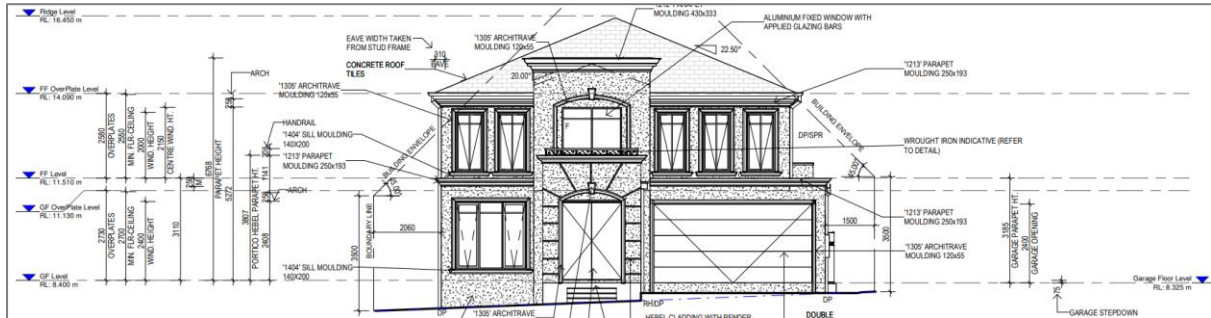 Ridge Level
RL: 16.450 m
FF OverPlate Level
RL: 14.090 m
FF Level
RL: 11.510 m
GF OverPlate Level
RL: 11.130 m
GF Level
RL: 8.400 m
2580
OVERPLATES
2560
MIN. FLR-CEILING
2000
WIND. HEIGHT
2150
CENTRE WIND. HT.
2730
OVERPLATES
2700
MIN. FLR-CEILING
2400
WIND. HEIGHT
3110
6768
PARAPET HEIGHT
5272
3807
PORTICO HEBEL PARAPET HT.
2408
1141
ARCH
HANDRAIL
ARCH
EAVE WIDTH TAKEN
FROM STUD FRAME
310
EAVE
CONCRETE ROOF
TILES
'1305' ARCHITRAVE
MOULDING 120x55
'1404' SILL MOULDING
140X200
'1213' PARAPET
MOULDING 250x193
BUILDING ENVELOPE
BOUNDARY LINE
2060
3500
'1404' SILL MOULDING
140X200
'1305' ARCHITRAVE
'1305' ARCHITRAVE
MOULDING 120x55
'1212' PARAPET
MOULDING 430x333
20.00°
22.50°
F
ALUMINIUM FIXED WINDOW WITH
APPLIED GLAZING BARS
'1213' PARAPET
MOULDING 250x193
BUILDING ENVELOPE
DP/SPR
WROUGHT IRON INDICATIVE (REFER
TO DETAIL)
'1213' PARAPET
MOULDING 250x193
1500
3500
'1305' ARCHITRAVE
MOULDING 120x55
DP
RH/DP
HEBEL CLADDING WITH RENDER
DOUBLE
DP
3185
GARAGE PARAPET HT.
2400
GARAGE OPENING
Garage Floor Level
RL: 8.325 m
75
GARAGE STEPDOWN